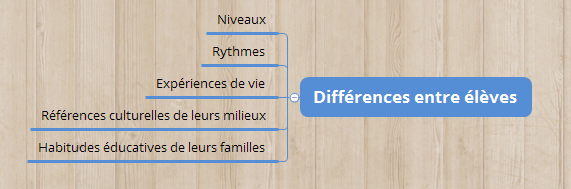 Niveaux
Rythmes
Expériences de vie
Différences entre élèves
Références culturelles de leurs milieux
Habitudes éducatives de leurs familles